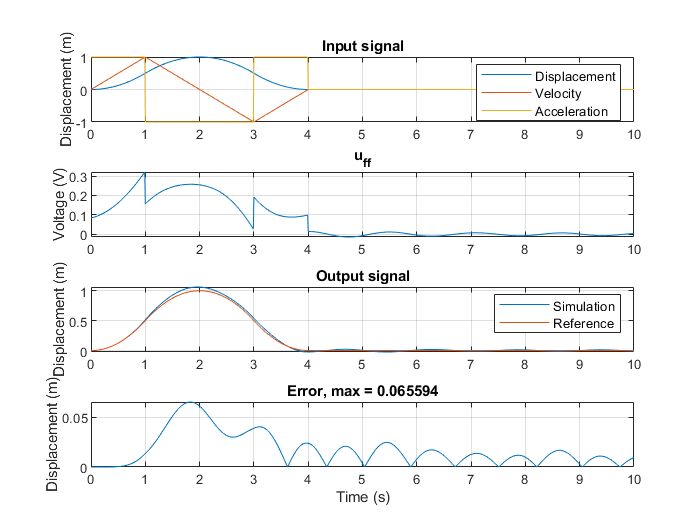 Input signal
Displacement (m)
1
0
-1
Displacement
Velocity
Acceleration
0 1 2 3 4 5 6 7 8 9 10
u_ff
Voltage (V)
0.3
0.2
0.1
0
0 1 2 3 4 5 6 7 8 9 10
Output signal
Displacement (m)
1
0.5
0
Simulation
Reference
0 1 2 3 4 5 6 7 8 9 10
Error, max = 0.065594
Displacement (m)
0.05
0
0 1 2 3 4 5 6 7 8 9 10
Time (s)